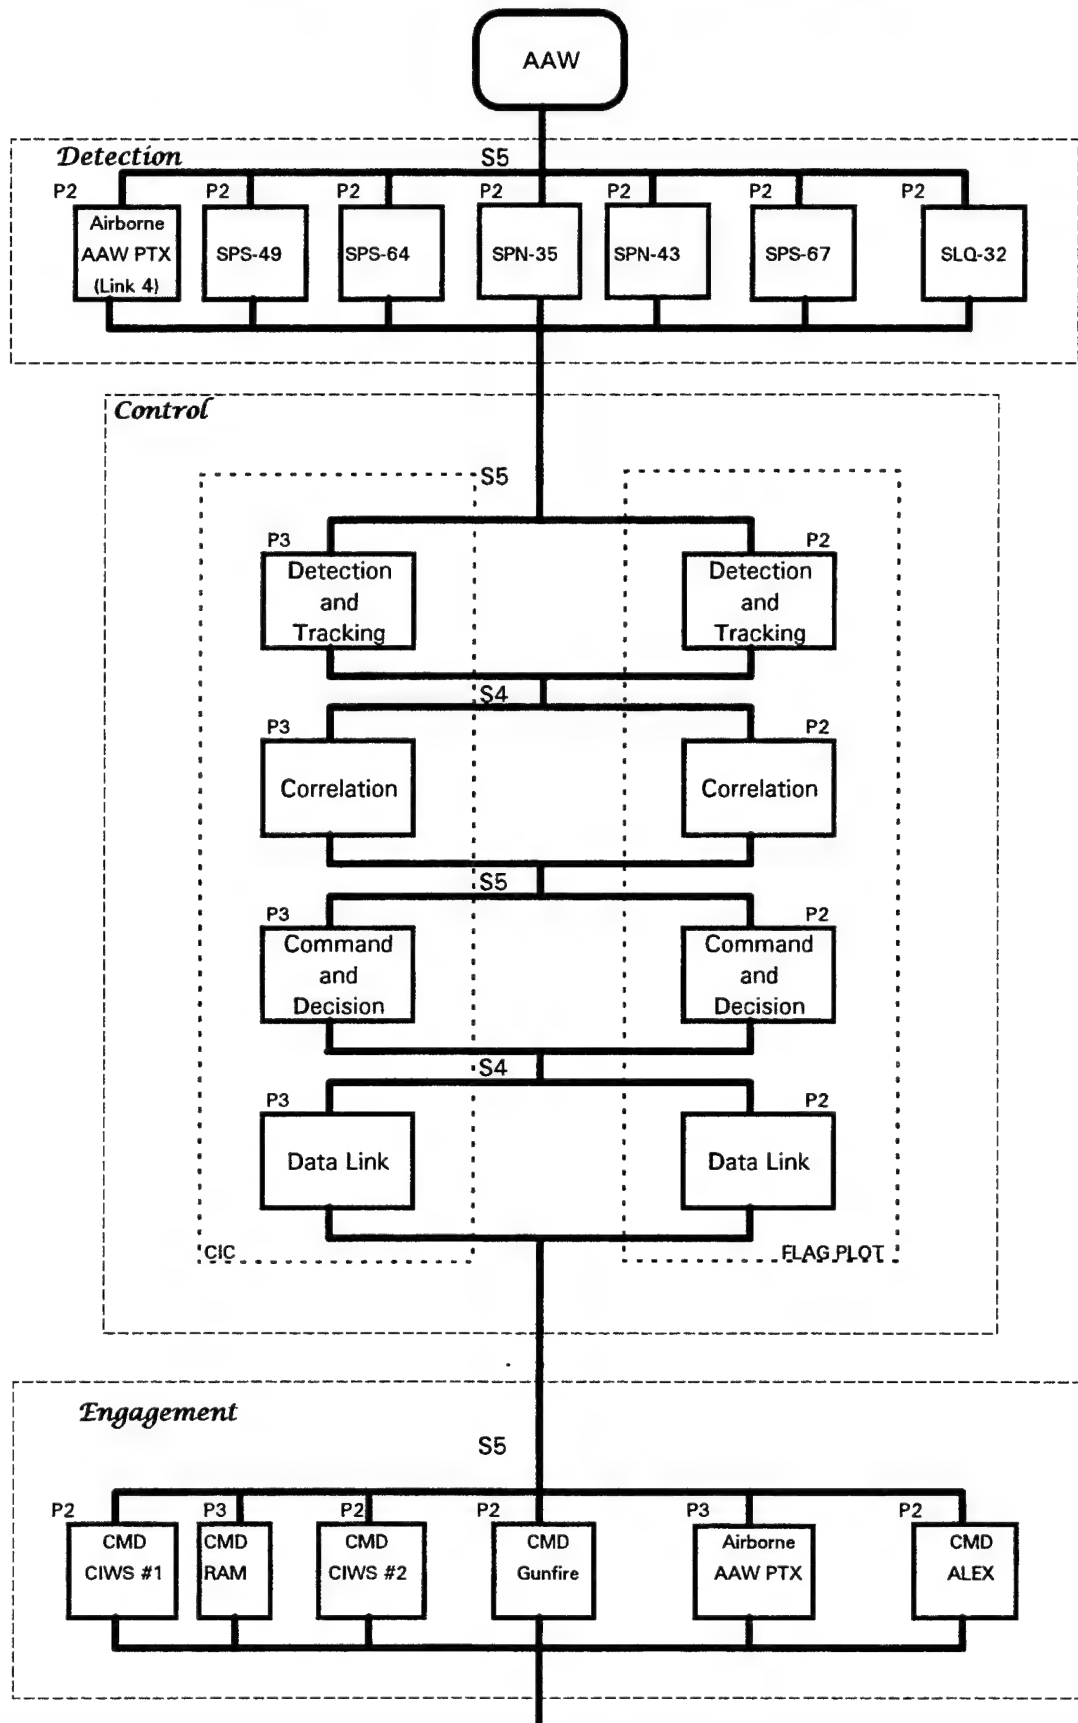 AAW
Detection
S5
P2 P2 P2 P2 P2 P2 P2
Airborne
AAW PTX
(Link 4)
SPS-49
SPS-64
SPN-35
SPN-43
SPS-67
SLQ-32
Control
S5
P3
Detection
and
Tracking
P2
Detection
and
Tracking
S4
P3
Correlation
P2
Correlation
S5
P3
Command
and
Decision
P2
Command
and
Decision
S4
P3
Data Link
P2
Data Link
CIC
FLAG PLOT
Engagement
S5
P2
CMD
CIWS #1
P3
CMD
RAM
P2
CMD
CIWS #2
P2
CMD
Gunfire
P3
Airborne
AAW PTX
P2
CMD
ALEX